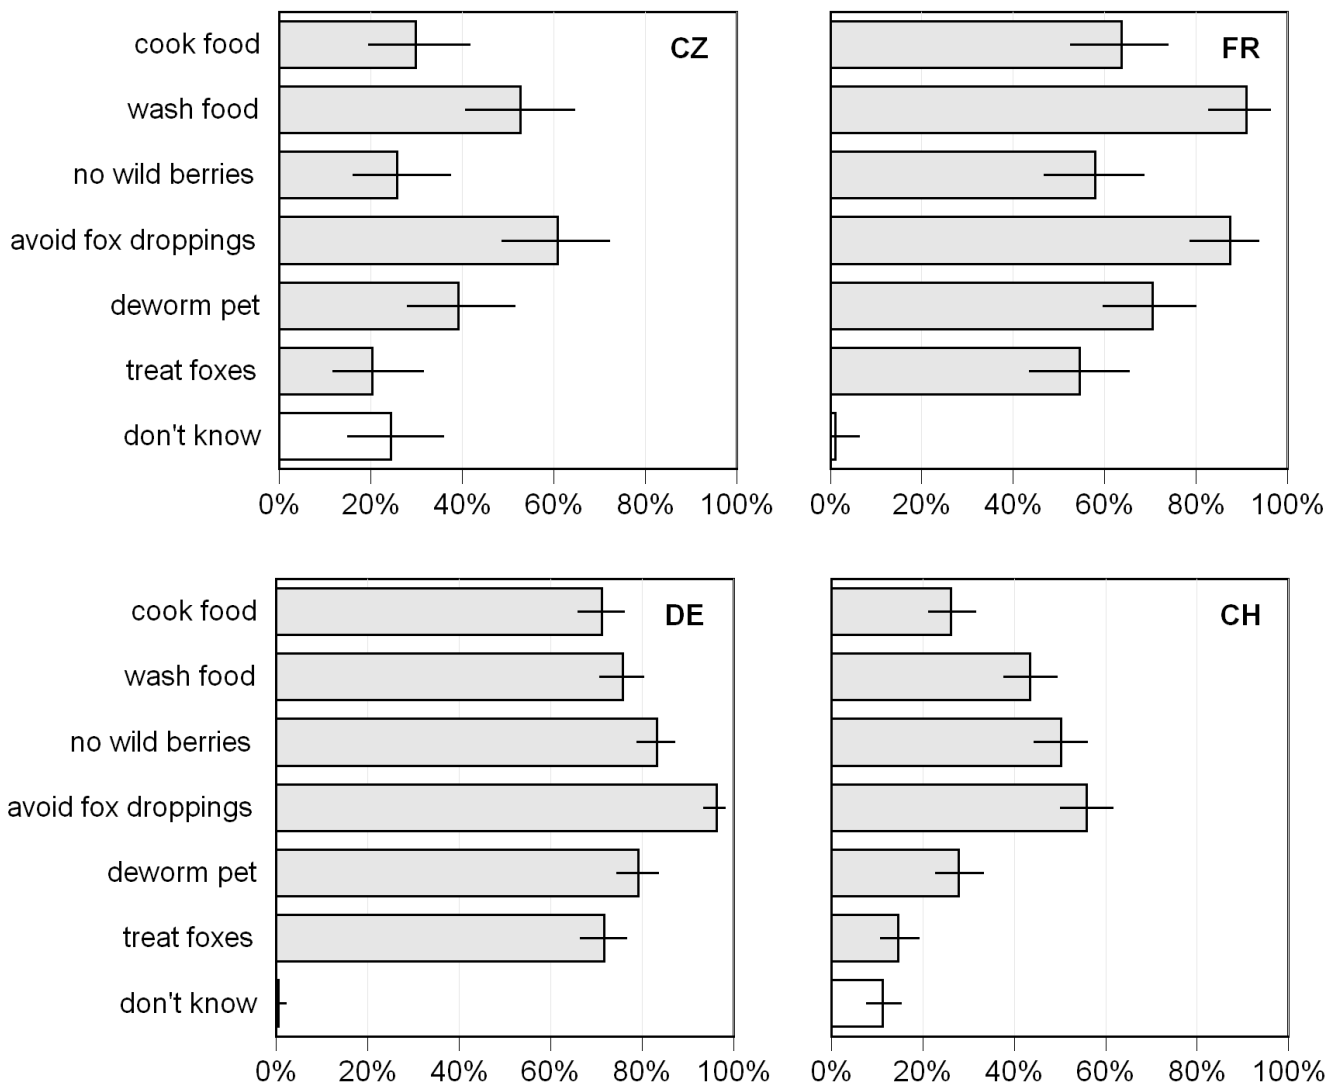 cook food
CZ
FR
wash food
no wild berries
avoid fox droppings
deworm pet
treat foxes
don't know
0% 20% 40% 60% 80% 100%
0% 20% 40% 60% 80% 100%
cook food
DE
CH
wash food
no wild berries
avoid fox droppings
deworm pet
treat foxes
don't know
0% 20% 40% 60% 80% 100%
0% 20% 40% 60% 80% 100%